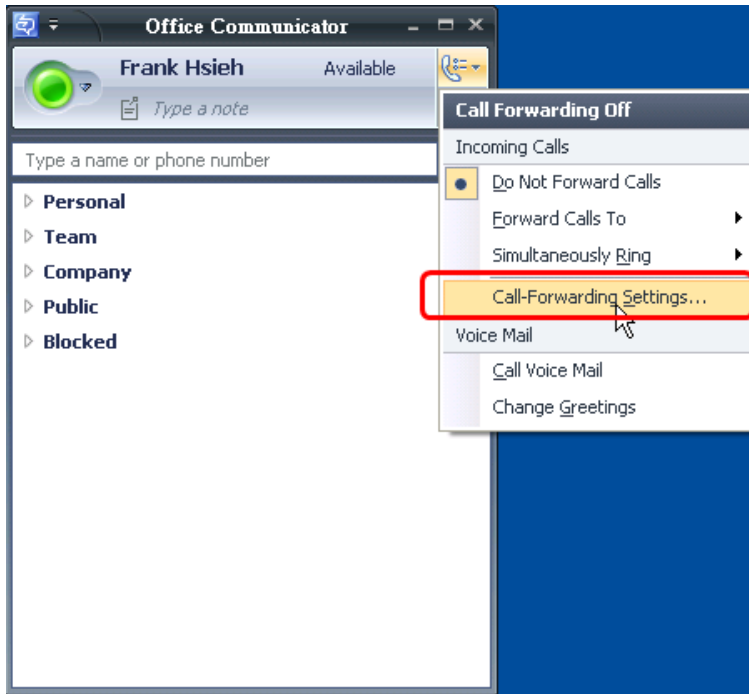 Office Communicator
Frank Hsieh Available
Type a note
Call Forwarding Off
Incoming Calls
Do Not Forward Calls
Forward Calls To
Simultaneously Ring
Call-Forwarding Settings...
Voice Mail
Call Voice Mail
Change Greetings
Type a name or phone number
Personal
Team
Company
Public
Blocked